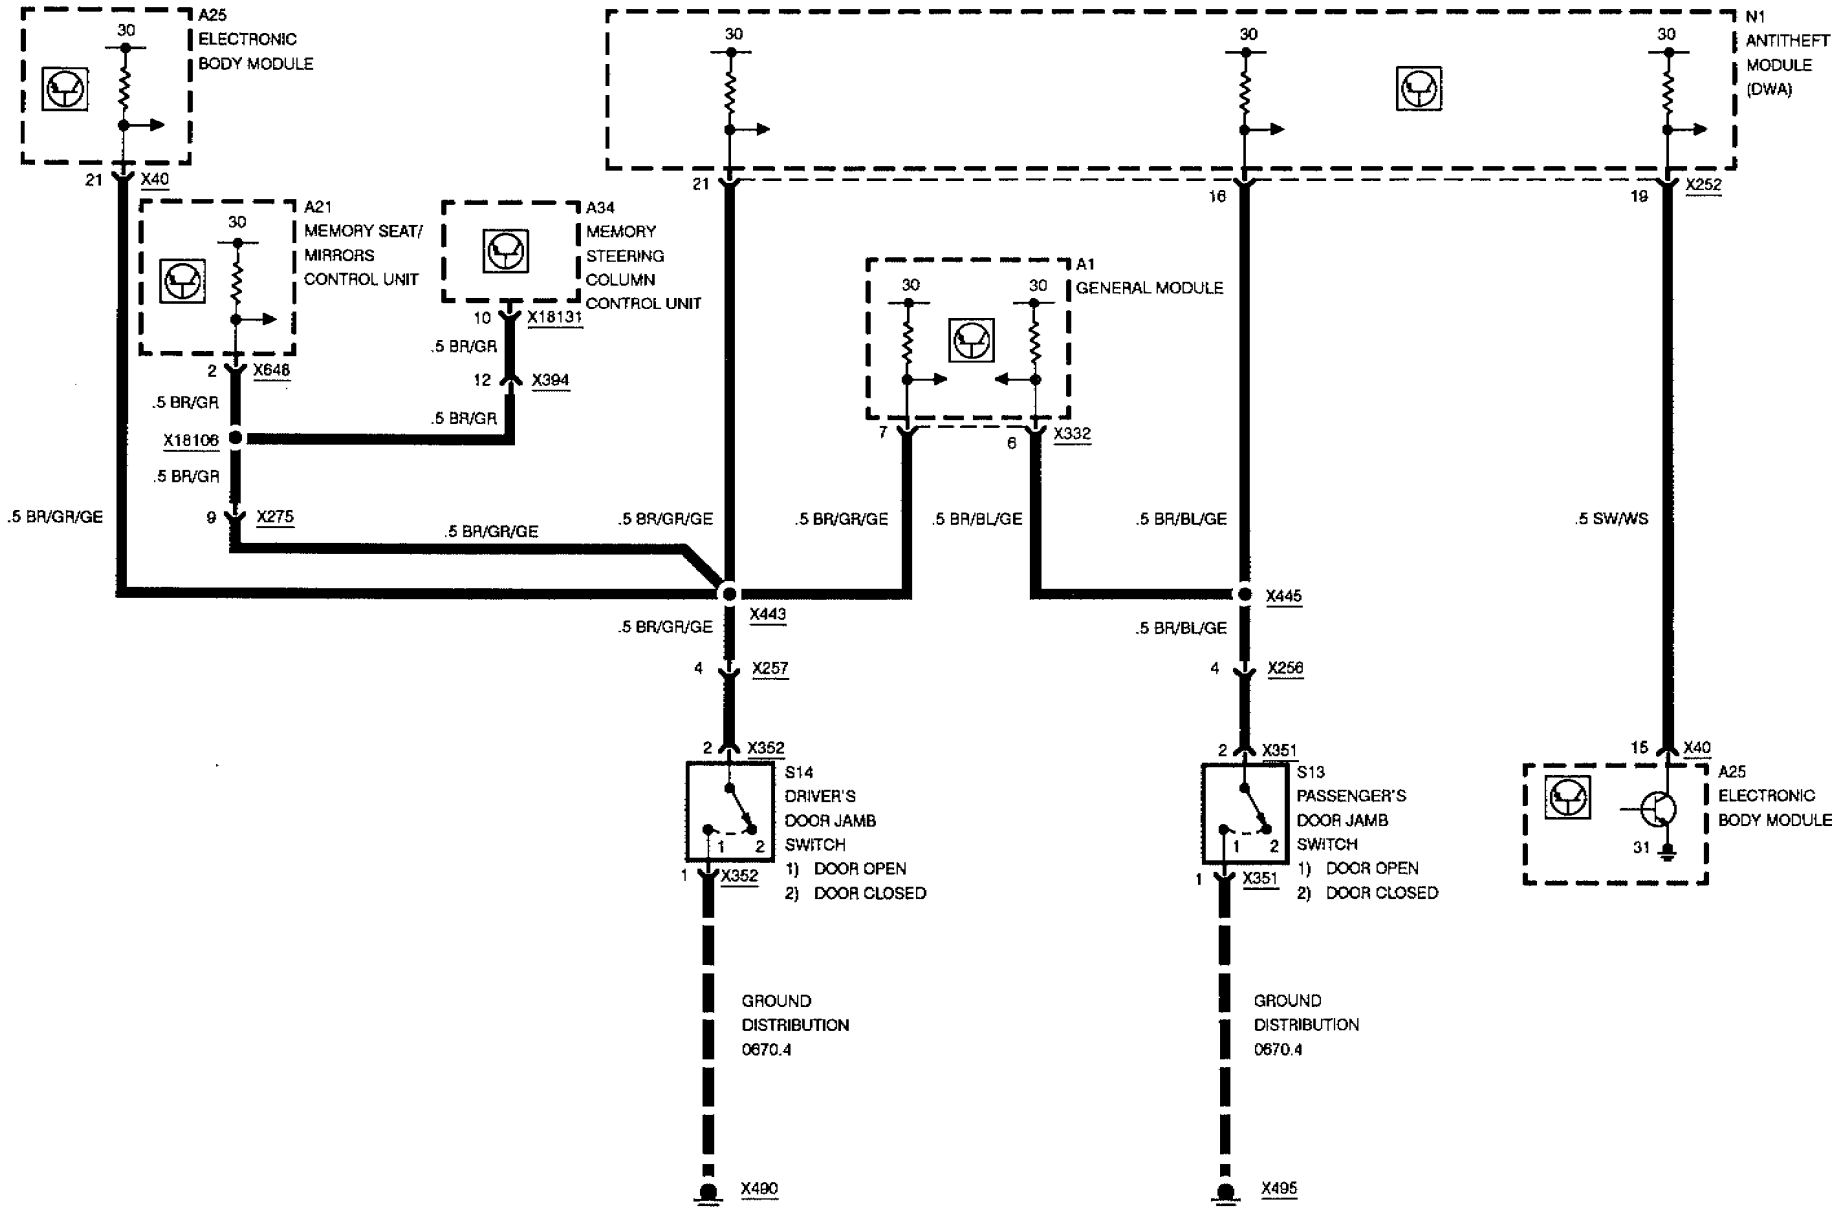 A25
ELECTRONIC
BODY MODULE
30
21
X40
N1
ANTITHEFT
MODULE
(DWA)
30
30
30
21
16
19
X252
A21
MEMORY SEAT/
MIRRORS
CONTROL UNIT
30
2
X648
.5 BR/GR
X18106
.5 BR/GR
9
X275
A34
MEMORY
STEERING
COLUMN
CONTROL UNIT
10
X18131
.5 BR/GR
12
X394
.5 BR/GR
A1
GENERAL MODULE
30
30
7
6
X332
.5 BR/GR/GE
.5 BR/GR/GE
.5 BR/GR/GE
.5 BR/GR/GE
.5 BR/BL/GE
.5 BR/BL/GE
.5 SW/WS
X443
.5 BR/GR/GE
X445
.5 BR/BL/GE
4
X257
4
X256
2
X352
S14
DRIVER'S
DOOR JAMB
SWITCH
1) DOOR OPEN
2) DOOR CLOSED
1
2
1
X352
2
X351
S13
PASSENGER'S
DOOR JAMB
SWITCH
1) DOOR OPEN
2) DOOR CLOSED
1
2
1
X351
15
X40
A25
ELECTRONIC
BODY MODULE
31
GROUND
DISTRIBUTION
0670.4
GROUND
DISTRIBUTION
0670.4
X490
X495